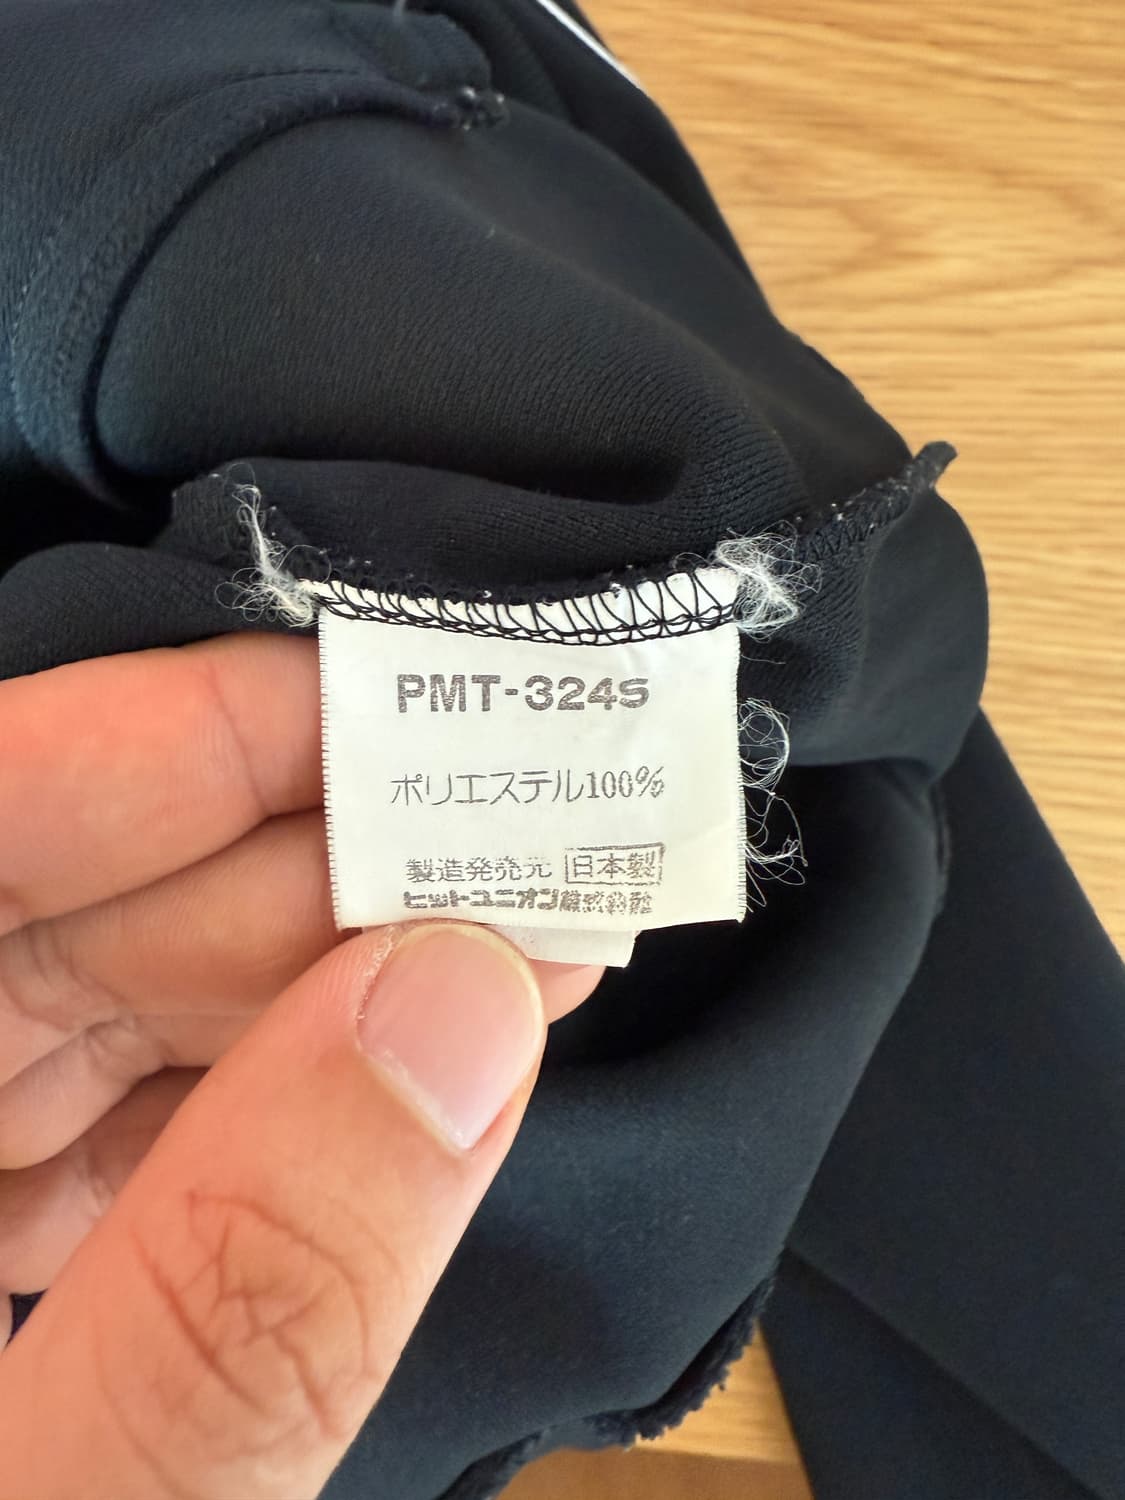 PMT-3245
ポリエステル100%
製造発売元 日本製
ヒットユニオン株式会社